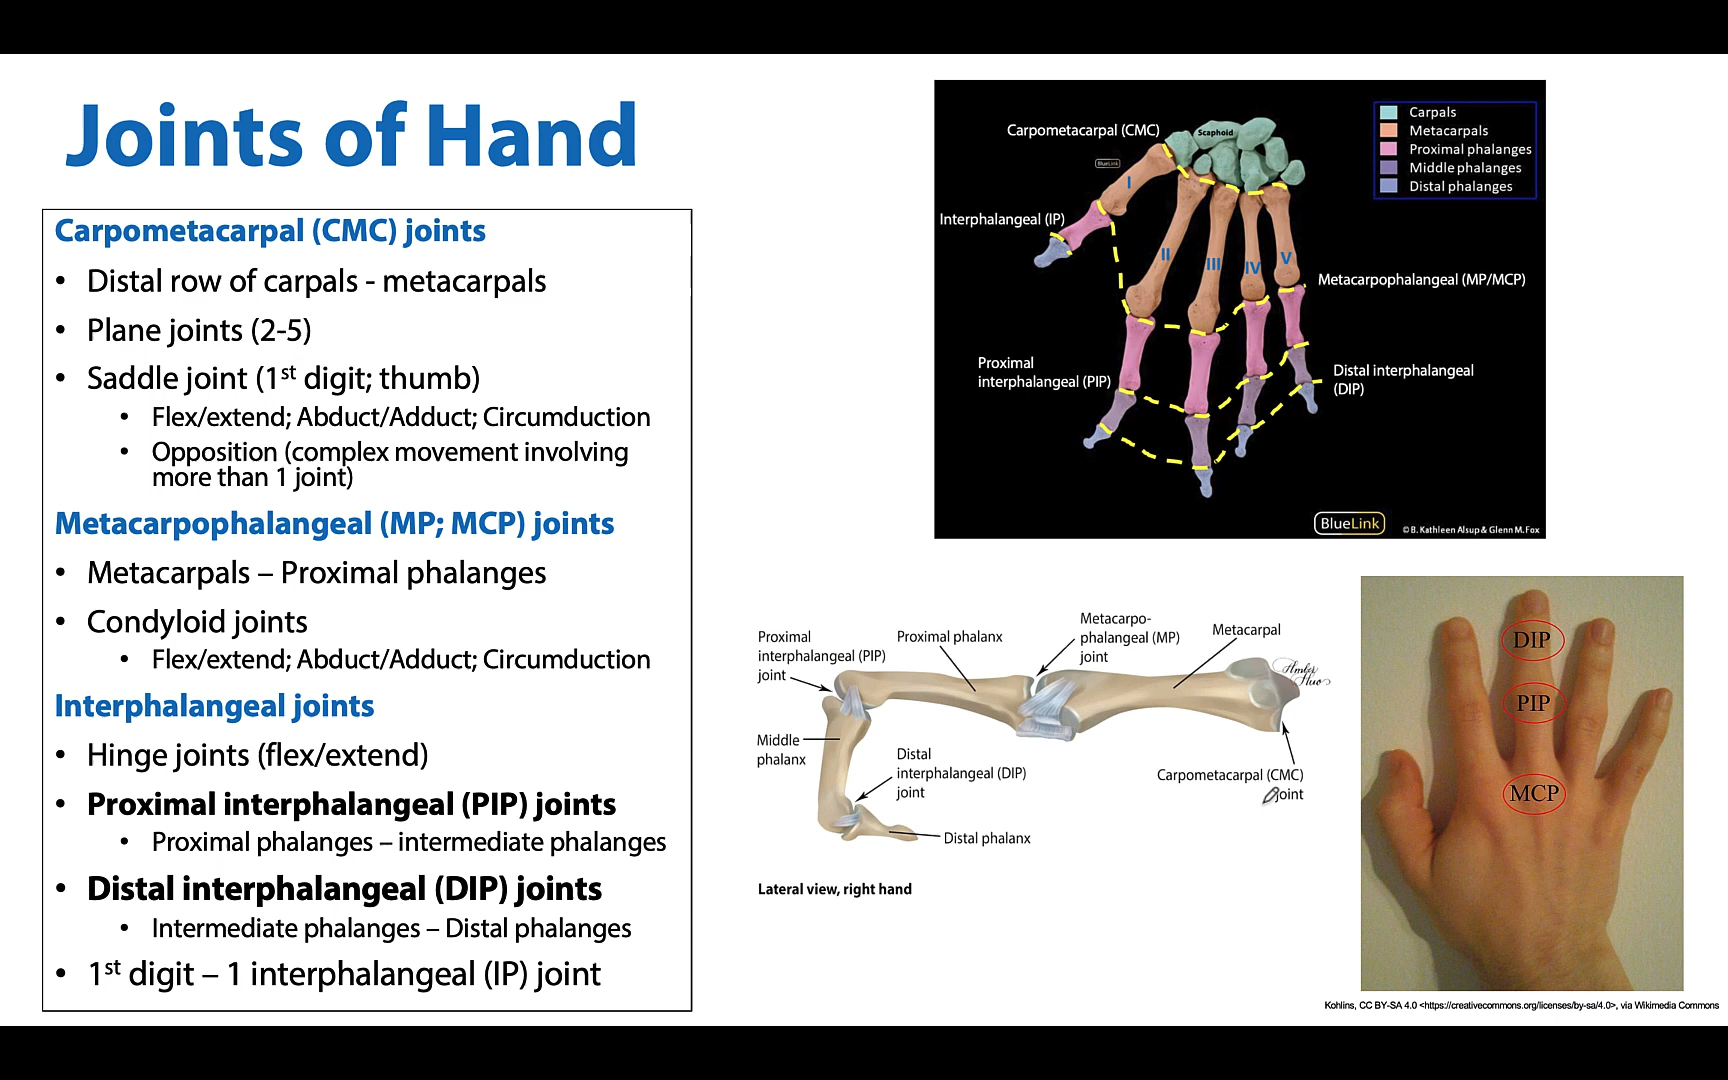 Joints of Hand
Carpometacarpal (CMC) joints
• Distal row of carpals - metacarpals
• Plane joints (2-5)
• Saddle joint (1st digit; thumb)
• Flex/extend; Abduct/Adduct; Circumduction
• Opposition (complex movement involving
more than 1 joint)
Metacarpophalangeal (MP; MCP) joints
• Metacarpals – Proximal phalanges
• Condyloid joints
• Flex/extend; Abduct/Adduct; Circumduction
Interphalangeal joints
• Hinge joints (flex/extend)
• Proximal interphalangeal (PIP) joints
• Proximal phalanges – intermediate phalanges
• Distal interphalangeal (DIP) joints
• Intermediate phalanges – Distal phalanges
• 1st digit – 1 interphalangeal (IP) joint
Carpometacarpal (CMC)
Scaphoid
BlueLink
Carpals
Metacarpals
Proximal phalanges
Middle phalanges
Distal phalanges
I
Interphalangeal (IP)
II
III
IV
V
Metacarpophalangeal (MP/MCP)
Proximal
interphalangeal (PIP)
Distal interphalangeal
(DIP)
BlueLink
© B. Kathleen Alsup & Glenn M. Fox
Proximal
interphalangeal (PIP)
joint
Proximal phalanx
Metacarpo-
phalangeal (MP)
joint
Metacarpal
Amber
Huo
Middle
phalanx
Distal
interphalangeal (DIP)
joint
Carpometacarpal (CMC)
joint
Distal phalanx
Lateral view, right hand
DIP
PIP
MCP
Kohlins, CC BY-SA 4.0 <https://creativecommons.org/licenses/by-sa/4.0>, via Wikimedia Commons